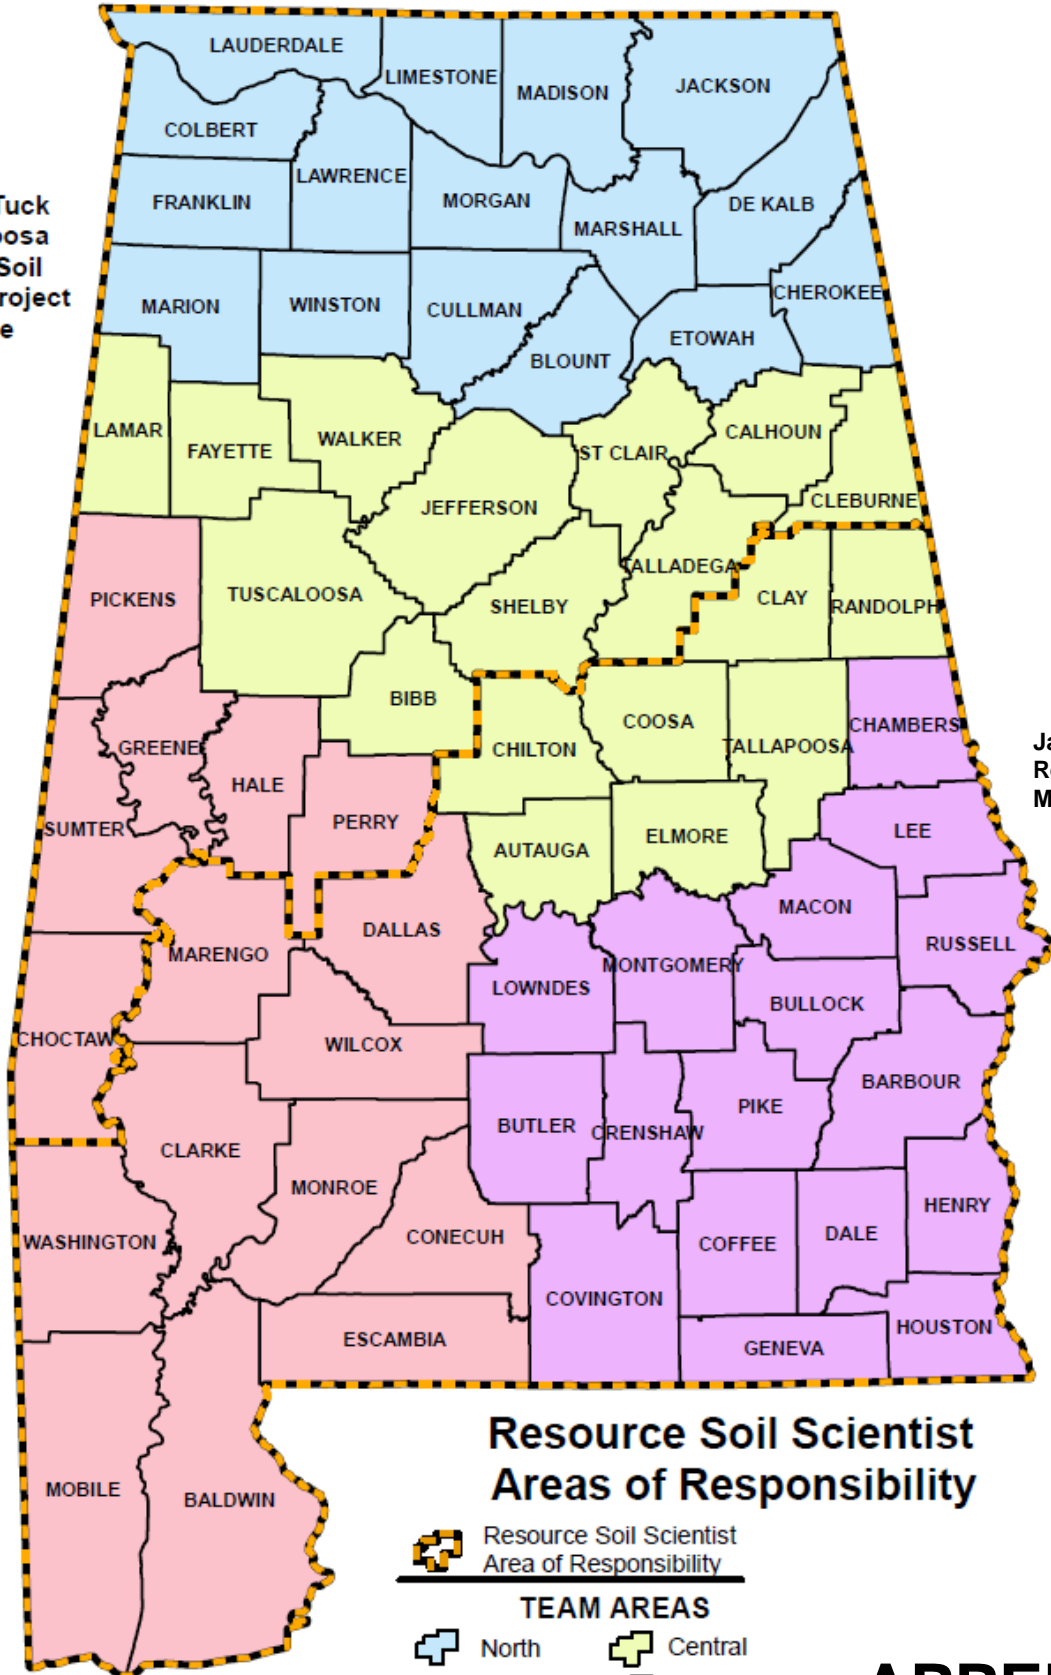 LAUDERDALE
LIMESTONE
MADISON
JACKSON
COLBERT
LAWRENCE
FRANKLIN
MORGAN
DE KALB
MARSHALL
Tuck
Soil
MARION
WINSTON
CULLMAN
CHEROKEE
ETOWAH
BLOUNT
LAMAR
FAYETTE
WALKER
ST CLAIR
CALHOUN
JEFFERSON
CLEBURNE
TALLADEGA
PICKENS
TUSCALOOSA
SHELBY
CLAY
RANDOLPH
BIBB
COOSA
CHAMBERS
GREENE
CHILTON
TALLAPOOSA
HALE
SUMTER
PERRY
AUTAUGA
ELMORE
LEE
MACON
DALLAS
RUSSELL
MARENGO
MONTGOMERY
LOWNDES
BULLOCK
CHOCTAW
WILCOX
BARBOUR
PIKE
BUTLER
CRENSHAW
CLARKE
MONROE
HENRY
WASHINGTON
CONECUH
COFFEE
DALE
COVINGTON
HOUSTON
ESCAMBIA
GENEVA
MOBILE
BALDWIN
Resource Soil Scientist
Areas of Responsibility
Resource Soil Scientist
Area of Responsibility
TEAM AREAS
North
Central